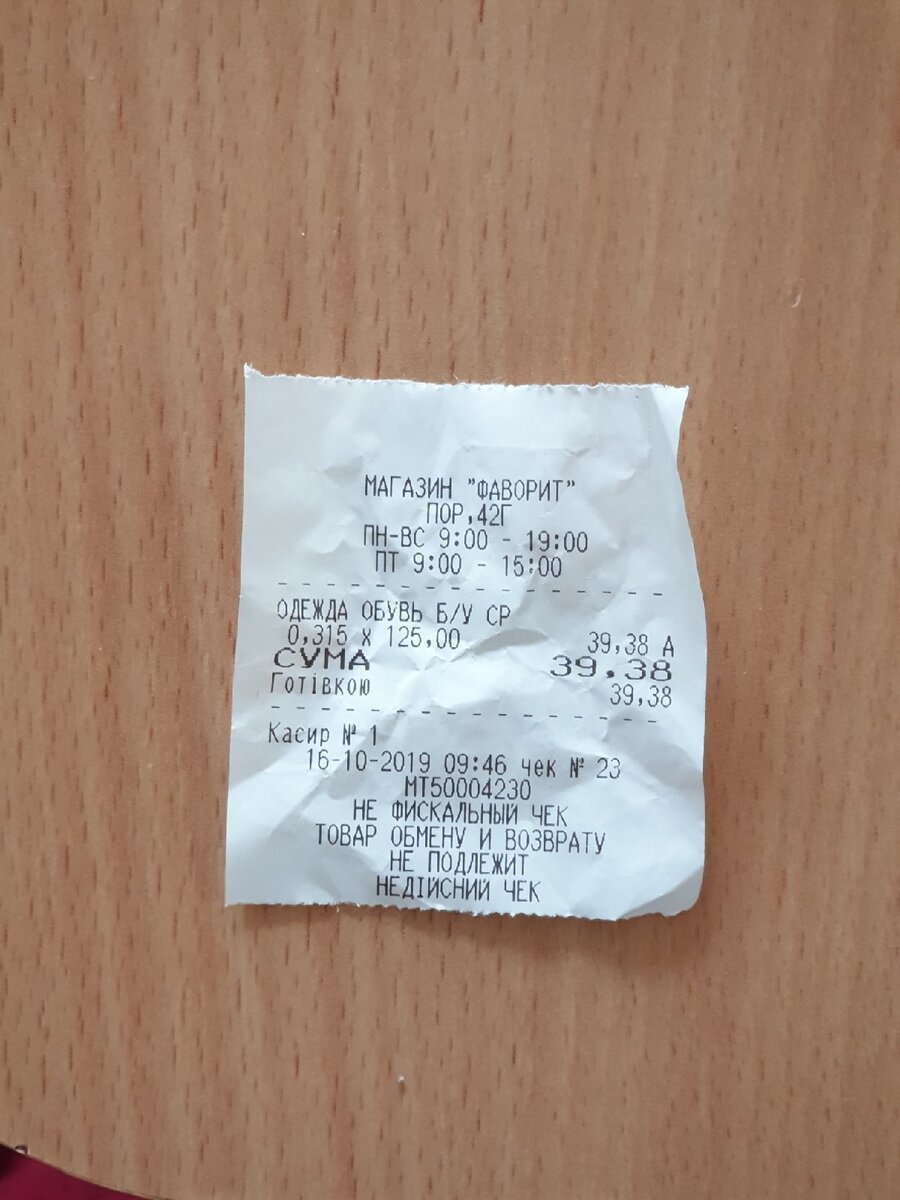 МАГАЗИН "ФАВОРИТ"
ПОР,42Г
ПН-ВС 9:00 - 19:00
ПТ 9:00 - 15:00
ОДЕЖДА ОБУВЬ Б/У СР
0,315 X 125,00 39,38 А
СУМА 39.38
Готівкою 39,38
Касир № 1
16-10-2019 09:46 чек № 23
МТ50004230
НЕ ФИСКАЛЬНЫЙ ЧЕК
ТОВАР ОБМЕНУ И ВОЗВРАТУ
НЕ ПОДЛЕЖИТ
НЕДІЙСНИЙ ЧЕК